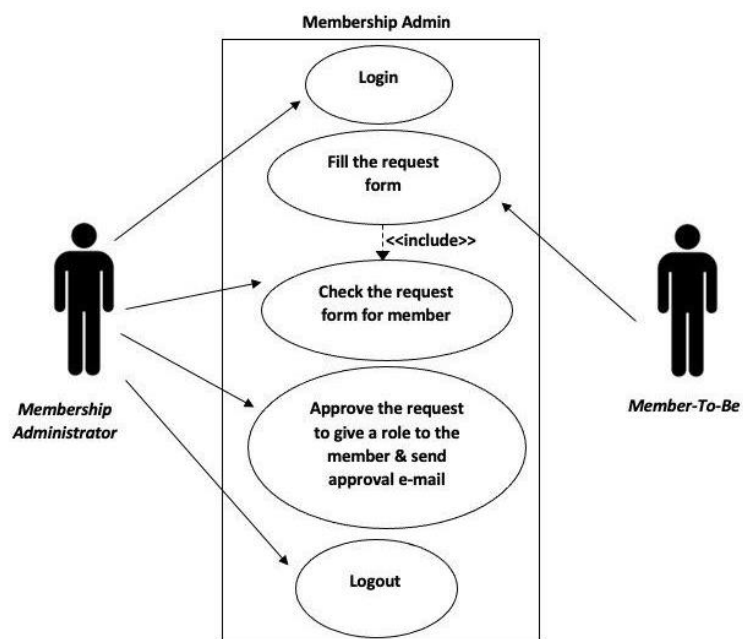 Membership Admin
Login
Fill the request
form
<<include>>
Check the request
form for member
Membership
Administrator
Member-To-Be
Approve the request
to give a role to the
member & send
approval e-mail
Logout